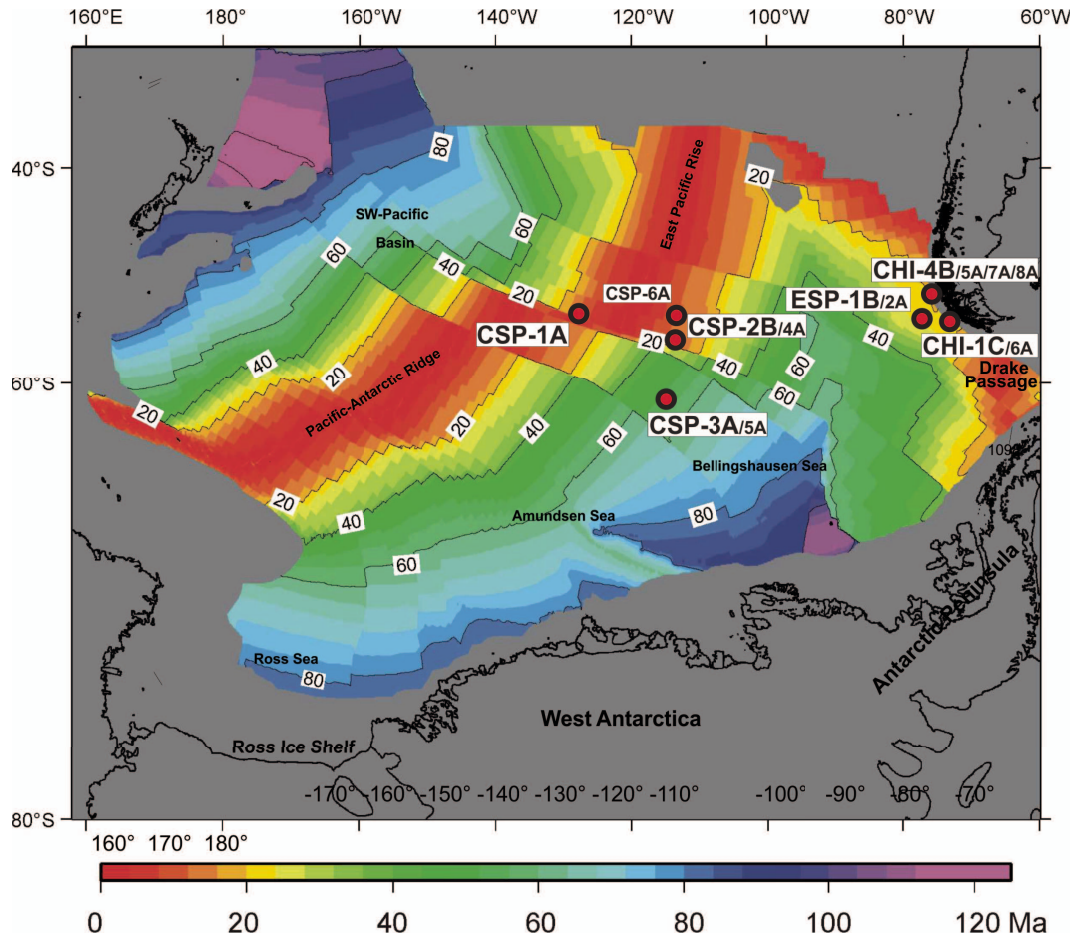 160°E 180° 160°W 140°W 120°W 100°W 80°W 60°W
80
40°S
20
East Pacific Rise
SW-Pacific
Basin
60
60
40
20
CSP-6A
CHI-4B/5A/7A/8A
ESP-1B/2A
CSP-1A
CSP-2B/4A
20
40
CHI-1C/6A
40
60
Drake
Passage
60°S
40
20
Pacific-Antarctic Ridge
20
20
40
60
60
CSP-3A/5A
Bellingshausen Sea
20
40
Amundsen Sea
80
60
Antarctic Peninsula
Ross Sea
80
West Antarctica
Ross Ice Shelf
-170° -160° -150° -140° -130° -120° -110° -100° -90° -80° -70°
80°S
160° 170° 180°
0 20 40 60 80 100 120 Ma